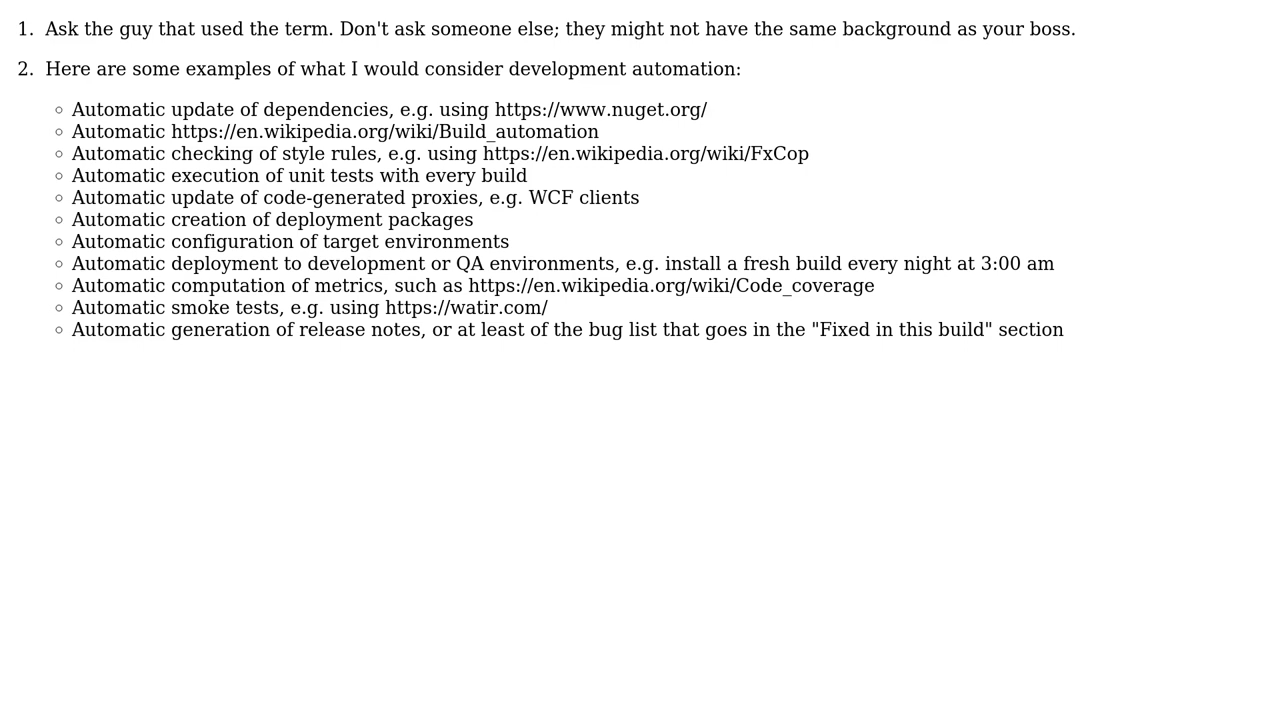 1. Ask the guy that used the term. Don't ask someone else; they might not have the same background as your boss.
2. Here are some examples of what I would consider development automation:
◦ Automatic update of dependencies, e.g. using https://www.nuget.org/
◦ Automatic https://en.wikipedia.org/wiki/Build_automation
◦ Automatic checking of style rules, e.g. using https://en.wikipedia.org/wiki/FxCop
◦ Automatic execution of unit tests with every build
◦ Automatic update of code-generated proxies, e.g. WCF clients
◦ Automatic creation of deployment packages
◦ Automatic configuration of target environments
◦ Automatic deployment to development or QA environments, e.g. install a fresh build every night at 3:00 am
◦ Automatic computation of metrics, such as https://en.wikipedia.org/wiki/Code_coverage
◦ Automatic smoke tests, e.g. using https://watir.com/
◦ Automatic generation of release notes, or at least of the bug list that goes in the "Fixed in this build" section